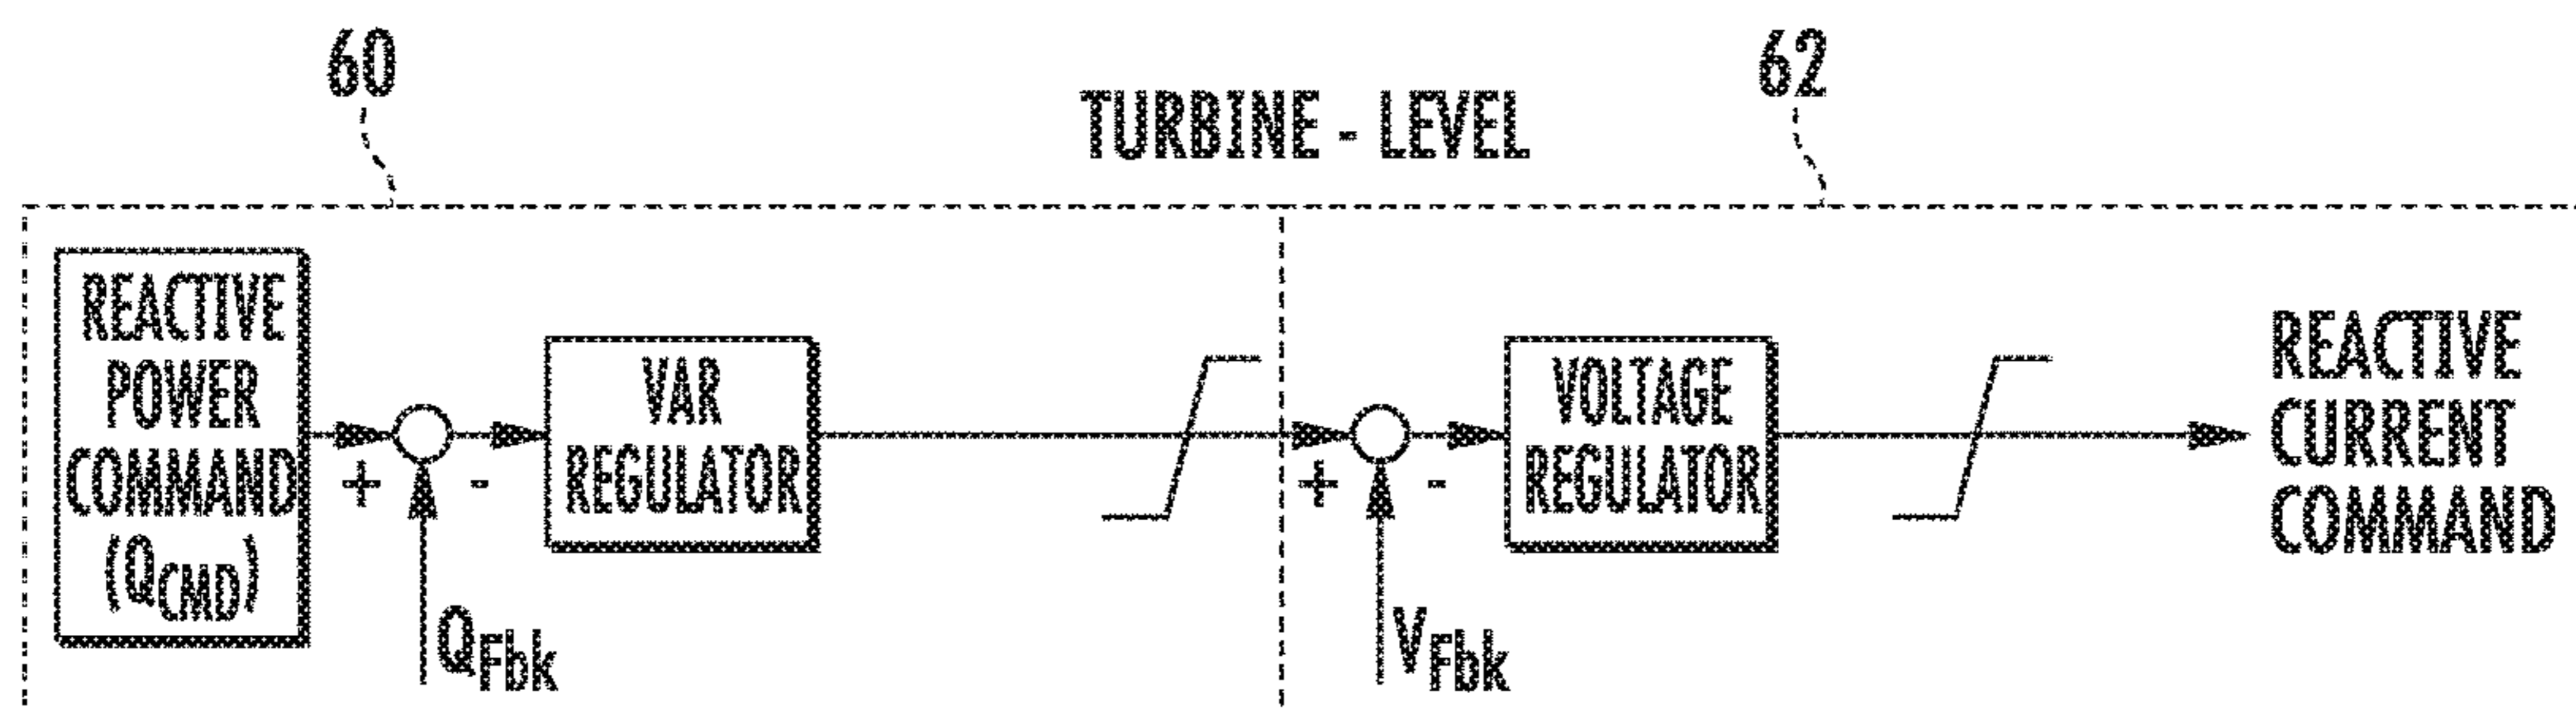 60
62
TURBINE - LEVEL
REACTIVE
POWER
COMMAND
(QCMD)
+
-
QFbk
VAR
REGULATOR
+
-
VFbk
VOLTAGE
REGULATOR
REACTIVE
CURRENT
COMMAND